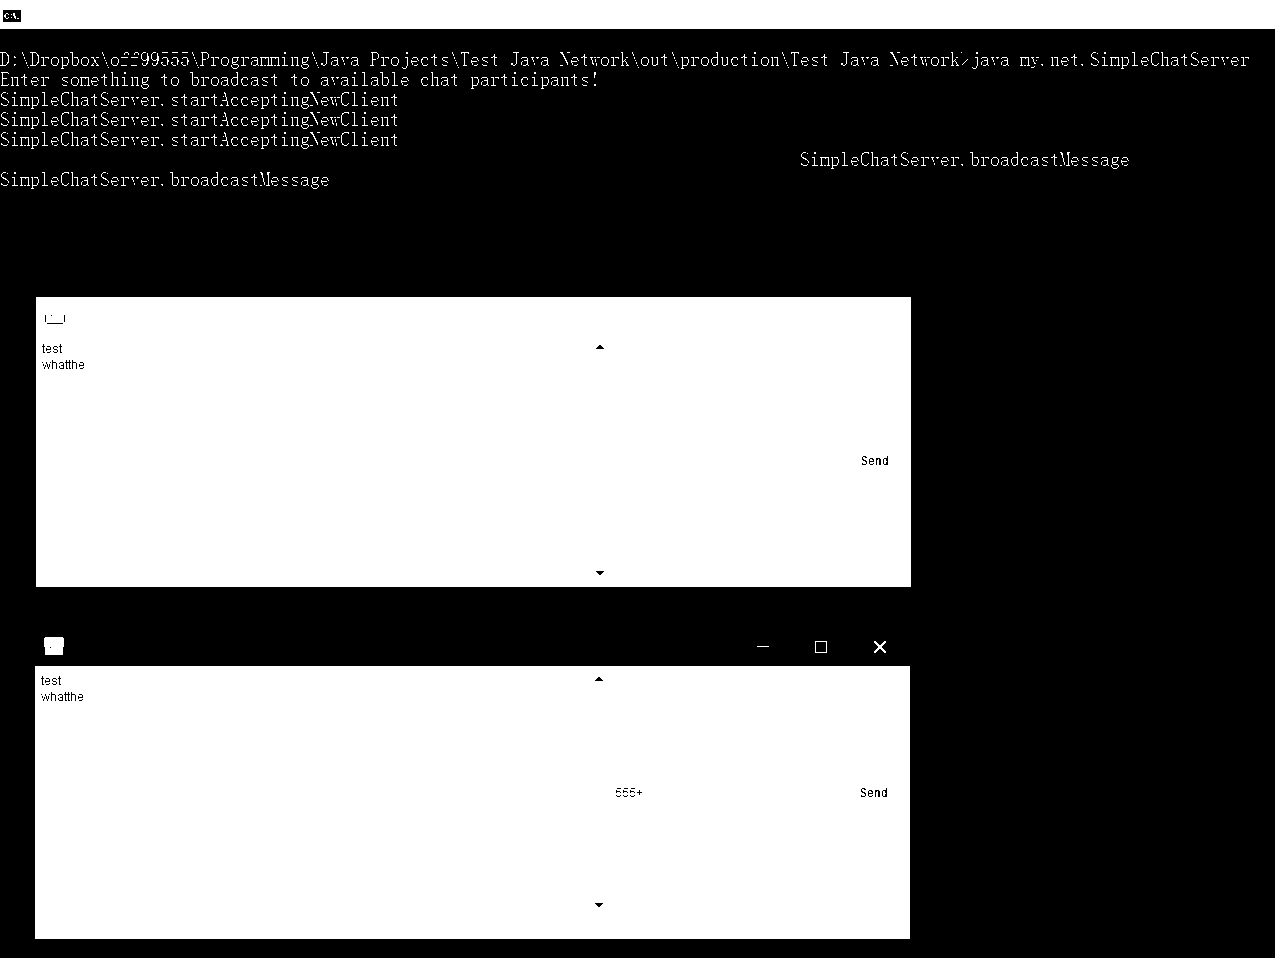 D:\Dropbox\off99555\Programming\Java Projects\Test Java Network\out\production\Test Java Network>java my.net.SimpleChatServer
Enter something to broadcast to available chat participants!
SimpleChatServer.startAcceptingNewClient
SimpleChatServer.startAcceptingNewClient
SimpleChatServer.startAcceptingNewClient
SimpleChatServer.broadcastMessage
SimpleChatServer.broadcastMessage
test
whatthe
Send
test
whatthe
555+
Send